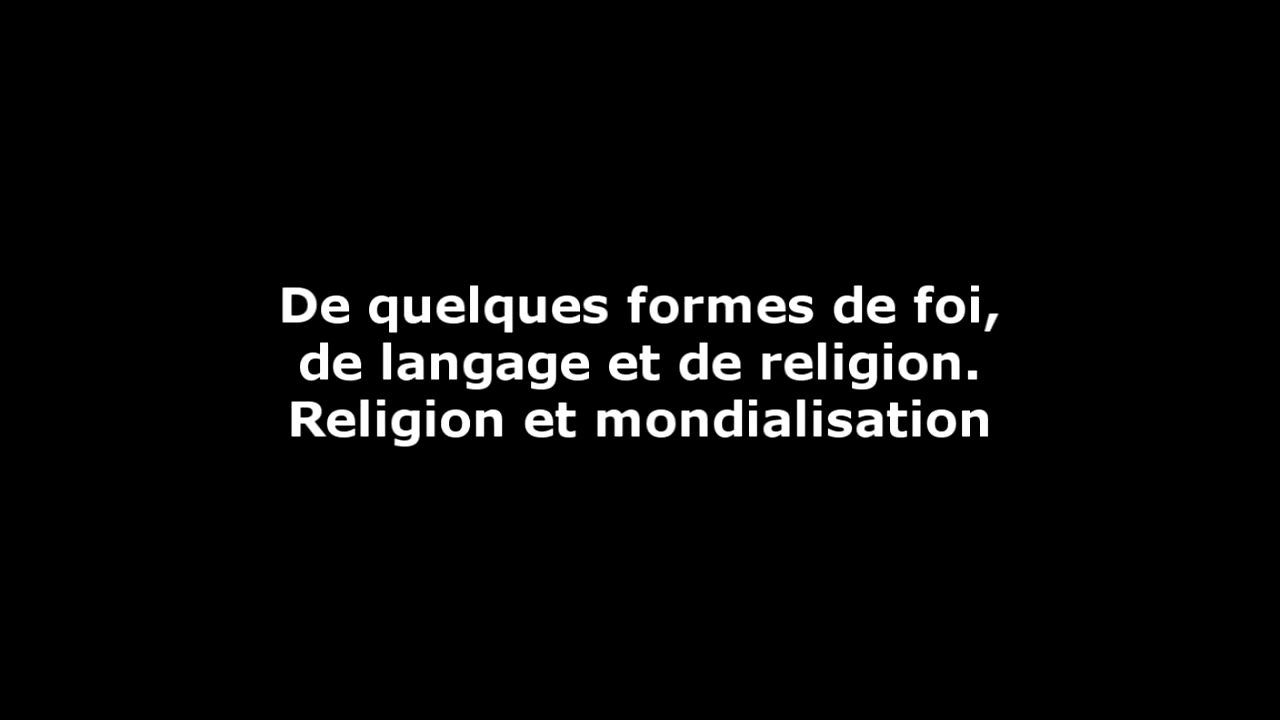 De quelques formes de foi,
de langage et de religion.
Religion et mondialisation